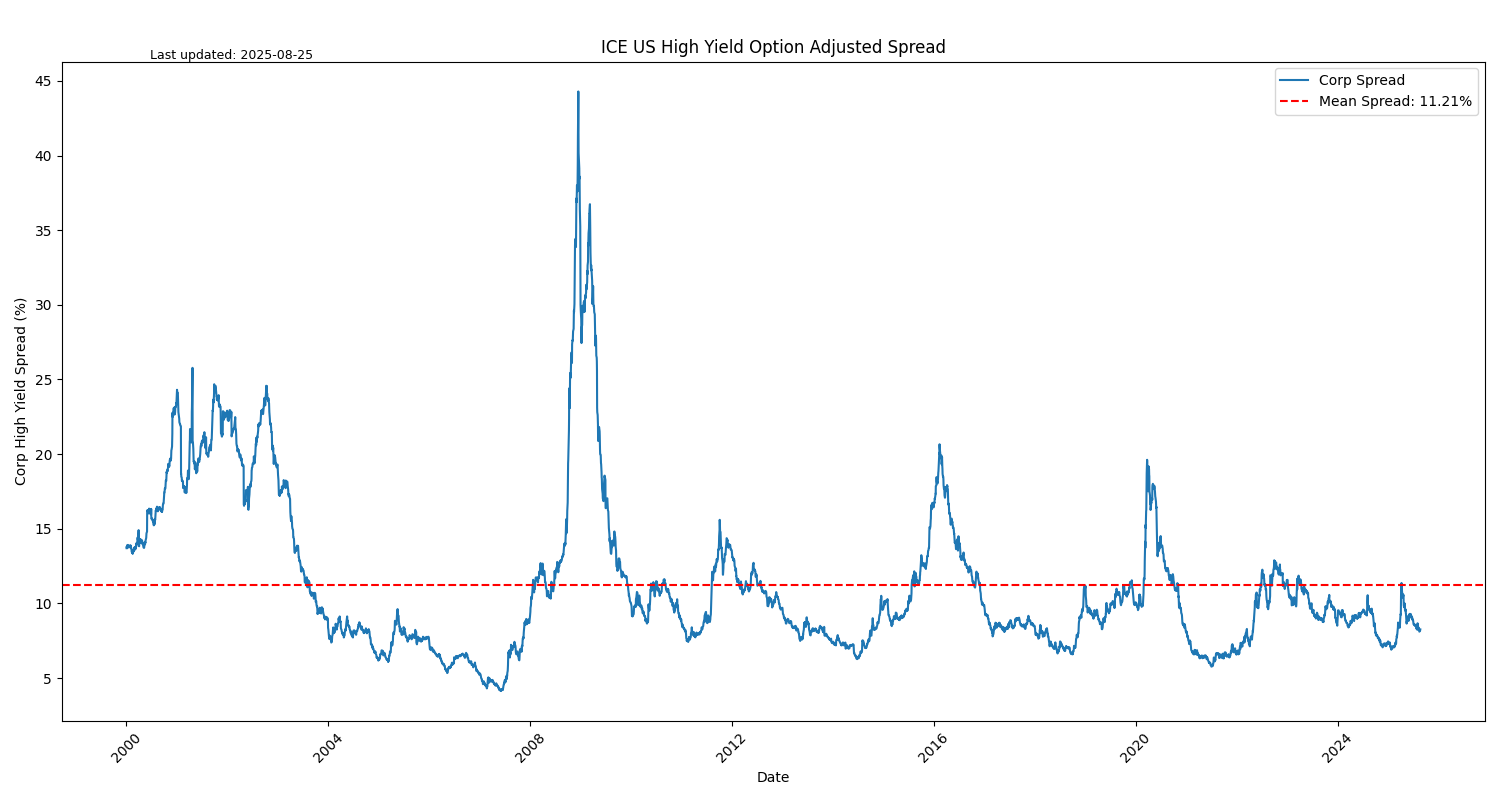 Last updated: 2025-08-25
ICE US High Yield Option Adjusted Spread
Corp Spread
Mean Spread: 11.21%
Corp High Yield Spread (%)
45
40
35
30
25
20
15
10
5
2000
2004
2008
2012
2016
2020
2024
Date